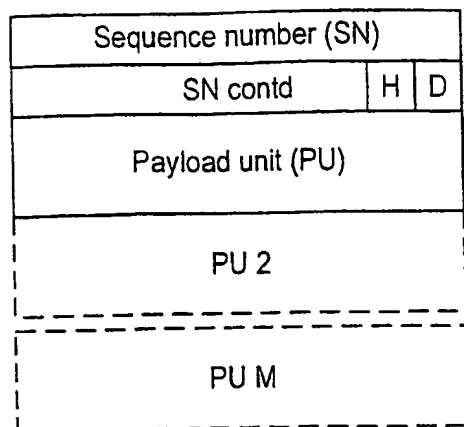 Sequence number (SN)
SN contd H D
Payload unit (PU)
PU 2
PU M